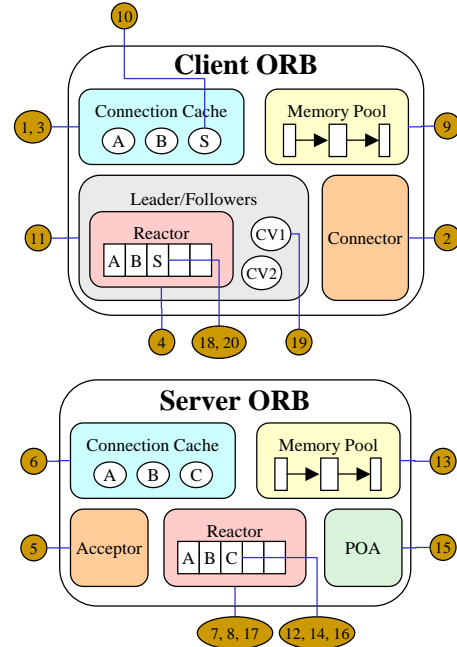 10
Client ORB
Connection Cache
A B S
Memory Pool
1, 3
9
Leader/Followers
Reactor
A B S
CV1
CV2
Connector
11
2
4
18, 20
19
Server ORB
Connection Cache
A B C
Memory Pool
6
13
Acceptor
Reactor
A B C
POA
5
15
7, 8, 17
12, 14, 16